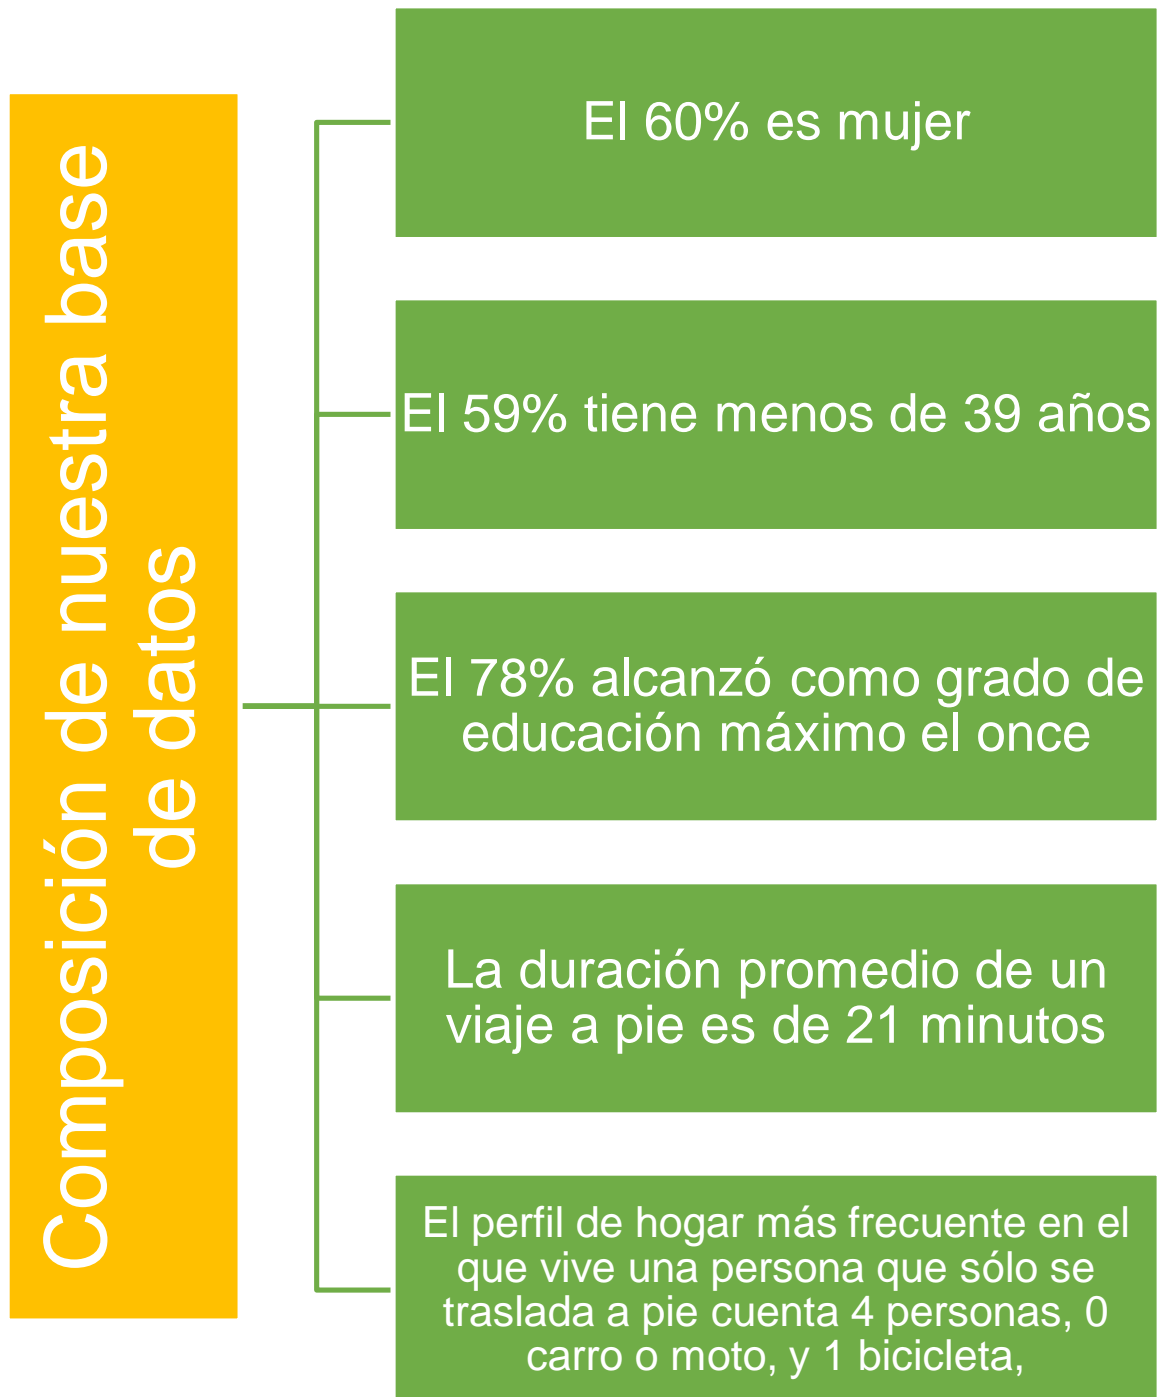 Composición de nuestra base
de datos
El 60% es mujer
El 59% tiene menos de 39 años
El 78% alcanzó como grado de
educación máximo el once
La duración promedio de un
viaje a pie es de 21 minutos
El perfil de hogar más frecuente en el
que vive una persona que sólo se
traslada a pie cuenta 4 personas, 0
carro o moto, y 1 bicicleta,